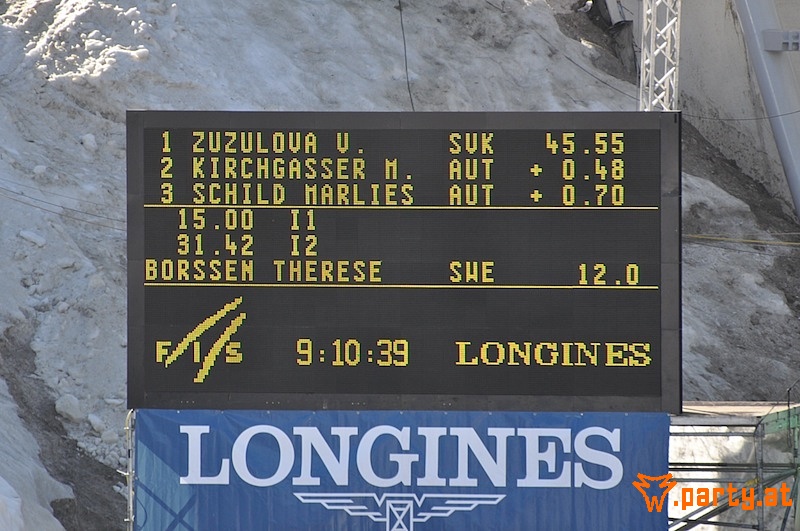 1 ZUZULOVA V. SVK 45.55
2 KIRCHGASSER M. AUT + 0.48
3 SCHILD MARLIES AUT + 0.70
15.00 I1
31.42 I2
BORSSEN THERESE SWE 12.0
FIS 9:10:39 LONGINES
LONGINES
.party.at